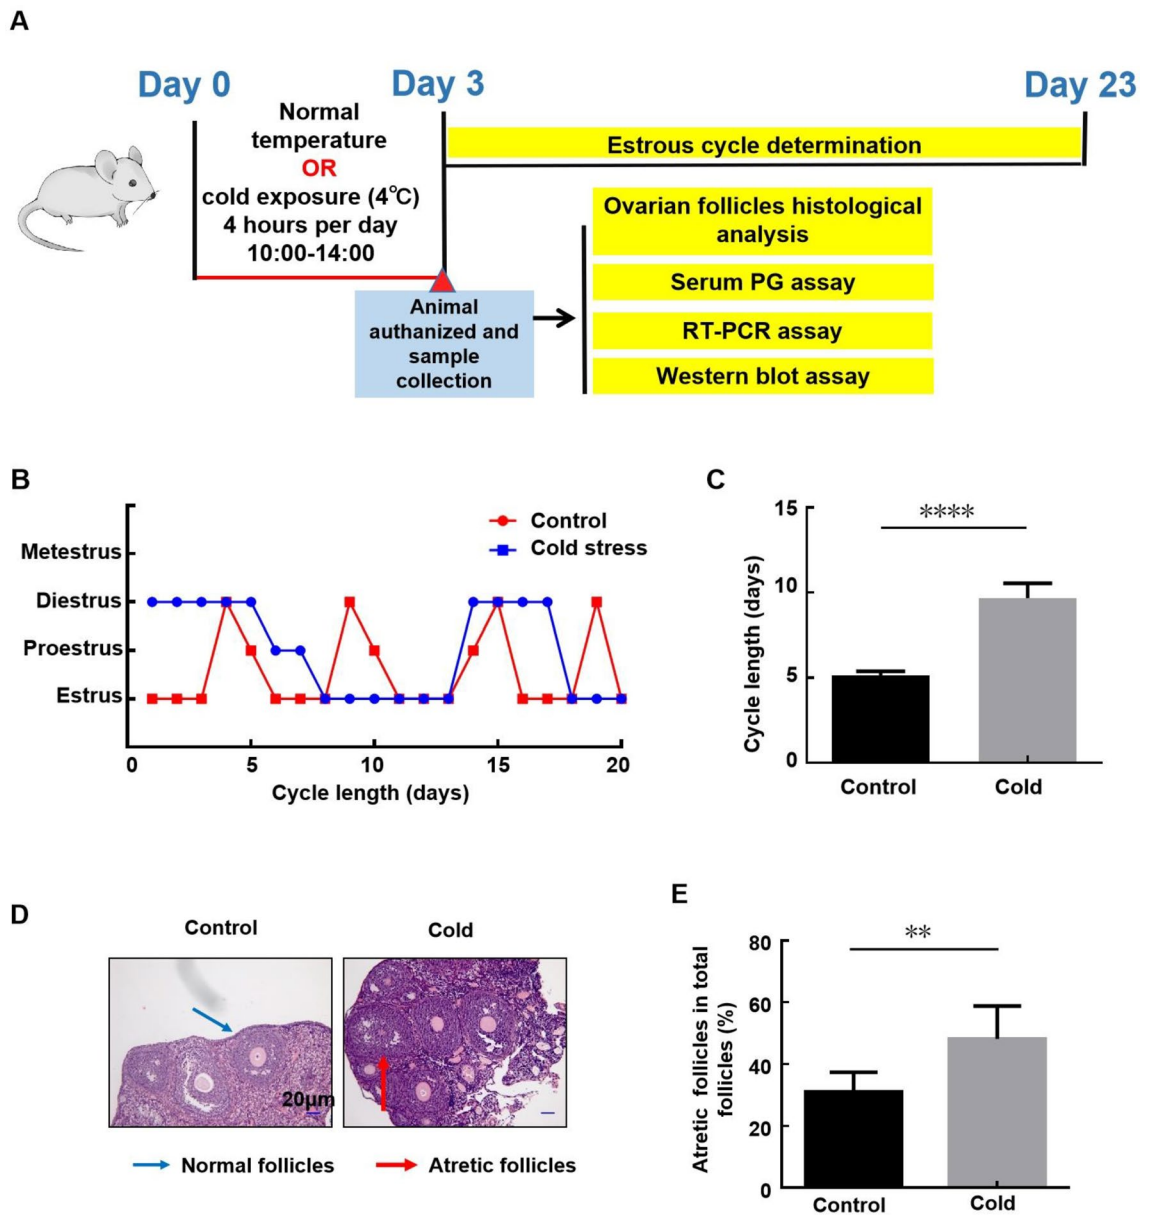 A
Day 0
Day 3
Day 23
Normal
temperature
OR
cold exposure (4℃)
4 hours per day
10:00-14:00
Estrous cycle determination
Animal
authanized and
sample
collection
Ovarian follicles histological
analysis
Serum PG assay
RT-PCR assay
Western blot assay
B
Metestrus
Diestrus
Proestrus
Estrus
Control
Cold stress
0 5 10 15 20
Cycle length (days)
C
15
10
5
0
Cycle length (days)
****
Control Cold
D
Control
Cold
20μm
Normal follicles
Atretic follicles
E
80
60
40
20
0
Atretic follicles in total
follicles (%)
**
Control Cold